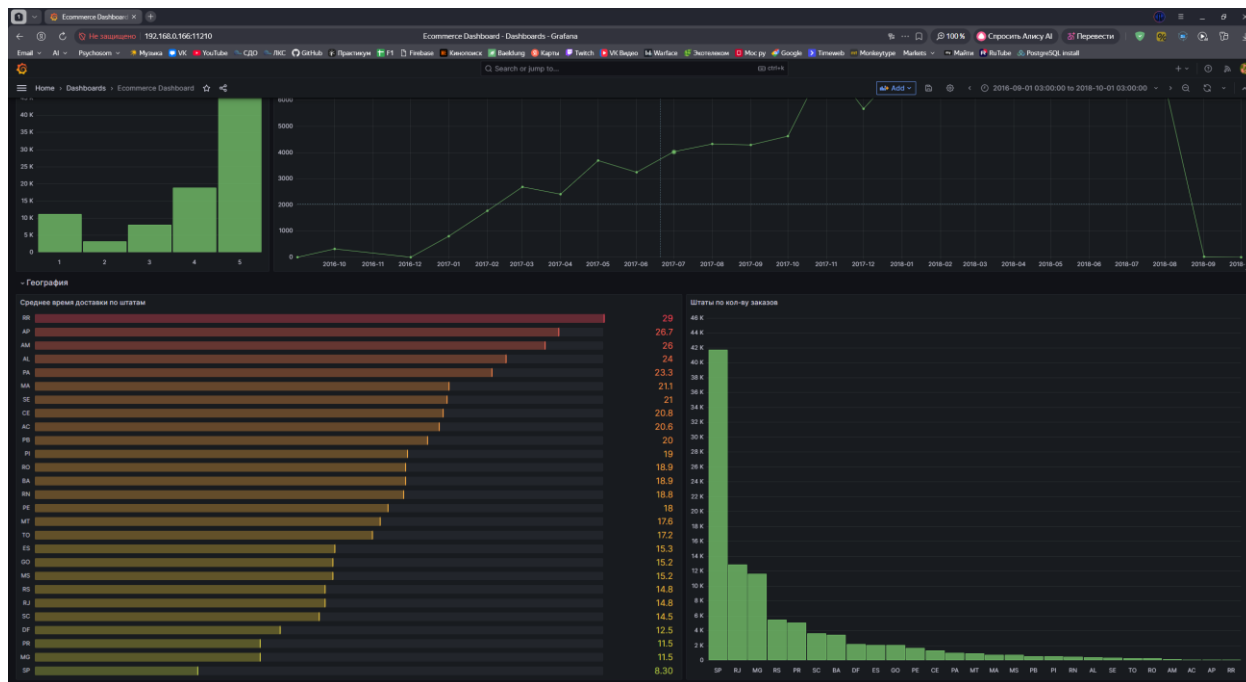 Ecommerce Dashboard
Не защищено 192.168.0.166:11210
Ecommerce Dashboard - Dashboards - Grafana
100 %
Спросить Алису AI
Перевести
Email AI Psychosom Музыка VK YouTube СДО ЛКС GitHub Практикум F1 Firebase Кинопоиск Baeldung Карты Twitch VK Видео Warface Экотелеком Мос ру Google Timeweb Monkeytype Markets Майпи RuTube PostgreSQL install
Search or jump to...
ctrl+k
Home > Dashboards > Ecommerce Dashboard
Add
2016-09-01 03:00:00 to 2018-10-01 03:00:00
40 K
35 K
30 K
25 K
20 K
15 K
10 K
5 K
0
1 2 3 4 5
6000
5000
4000
3000
2000
1000
0
2016-10 2016-11 2016-12 2017-01 2017-02 2017-03 2017-04 2017-05 2017-06 2017-07 2017-08 2017-09 2017-10 2017-11 2017-12 2018-01 2018-02 2018-03 2018-04 2018-05 2018-06 2018-07 2018-08 2018-09 2018-
География
Среднее время доставки по штатам
RR 29
AP 26.7
AM 26
AL 24
PA 23.3
MA 21.1
SE 21
CE 20.8
AC 20.6
PB 20
PI 19
RO 18.9
BA 18.9
RN 18.8
PE 18
MT 17.6
TO 17.2
ES 15.3
GO 15.2
MS 15.2
RS 14.8
RJ 14.8
SC 14.5
DF 12.5
PR 11.5
MG 11.5
SP 8.30
Штаты по кол-ву заказов
46 K
44 K
42 K
40 K
38 K
36 K
34 K
32 K
30 K
28 K
26 K
24 K
22 K
20 K
18 K
16 K
14 K
12 K
10 K
8 K
6 K
4 K
2 K
0
SP RJ MG RS PR SC BA DF ES GO PE CE PA MT MA MS PB PI RN AL SE TO RO AM AC AP RR